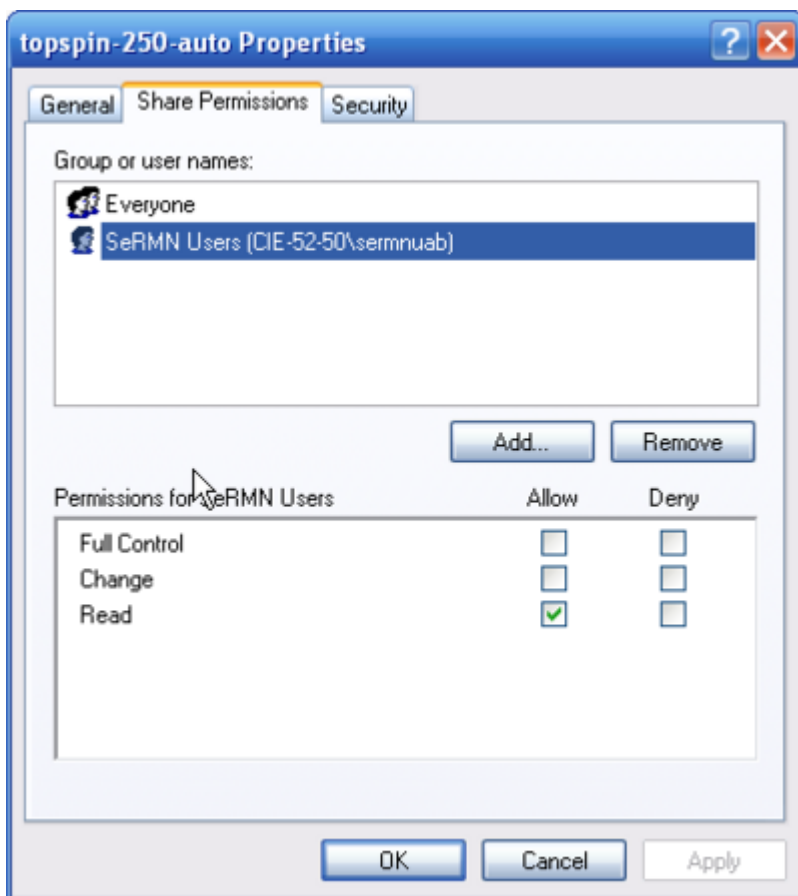 topspin-250-auto Properties
General Share Permissions Security
Group or user names:
Everyone
SeRMN Users (CIE-52-50\sermnuab)
Add... Remove
Permissions for SeRMN Users Allow Deny
Full Control
Change
Read
OK Cancel Apply